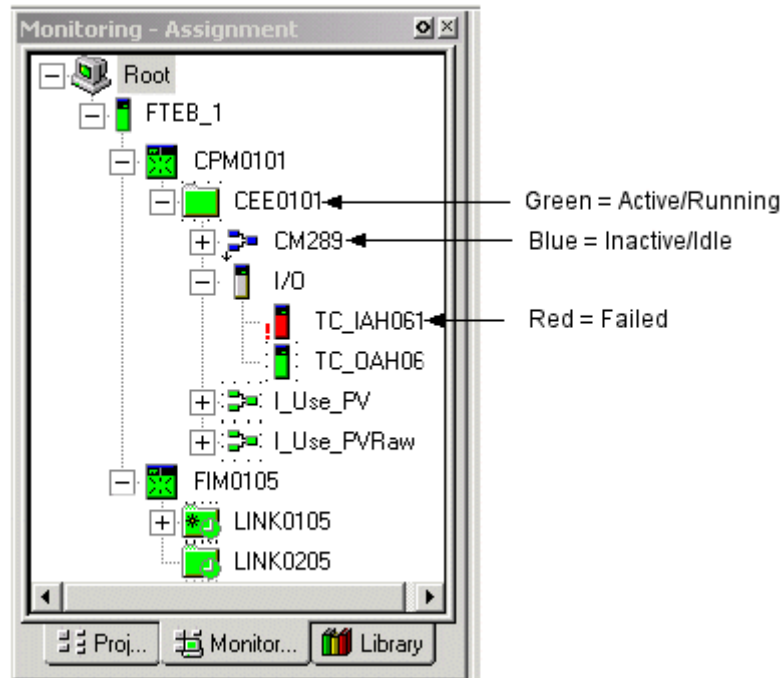 Monitoring - Assignment
Root
FTEB_1
CPM0101
CEE0101
Green = Active/Running
CM289
Blue = Inactive/Idle
I/O
TC_IAH061
Red = Failed
TC_OAH06
I_Use_PV
I_Use_PVRaw
FIM0105
LINK0105
LINK0205
Proj...
Monitor...
Library